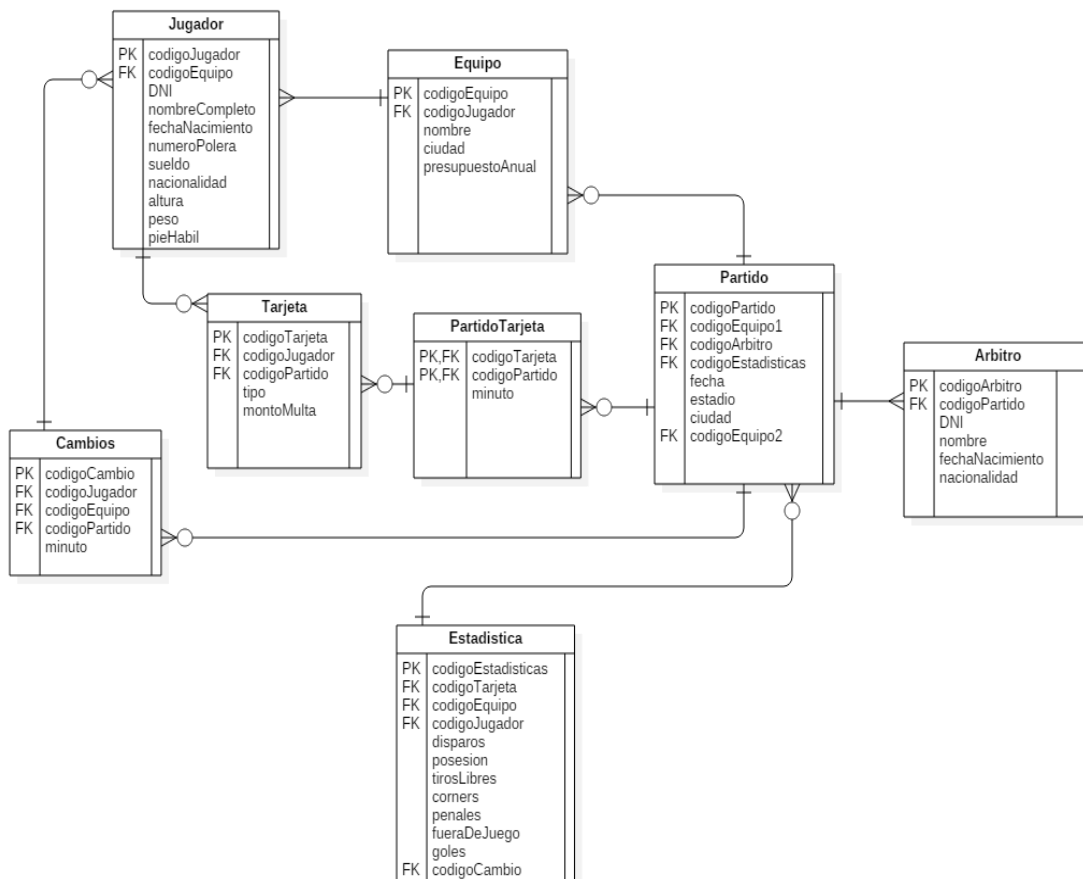 Jugador
PK codigoJugador
FK codigoEquipo
DNI
nombreCompleto
fechaNacimiento
numeroPolera
sueldo
nacionalidad
altura
peso
pieHabil
Equipo
PK codigoEquipo
FK codigoJugador
nombre
ciudad
presupuestoAnual
Tarjeta
PK codigoTarjeta
FK codigoJugador
FK codigoPartido
tipo
montoMulta
PartidoTarjeta
PK,FK codigoTarjeta
PK,FK codigoPartido
minuto
Partido
PK codigoPartido
FK codigoEquipo1
FK codigoArbitro
FK codigoEstadisticas
fecha
estadio
ciudad
FK codigoEquipo2
Arbitro
PK codigoArbitro
FK codigoPartido
DNI
nombre
fechaNacimiento
nacionalidad
Cambios
PK codigoCambio
FK codigoJugador
FK codigoEquipo
FK codigoPartido
minuto
Estadistica
PK codigoEstadisticas
FK codigoTarjeta
FK codigoEquipo
FK codigoJugador
disparos
posesion
tirosLibres
corners
penales
fueraDeJuego
goles
FK codigoCambio